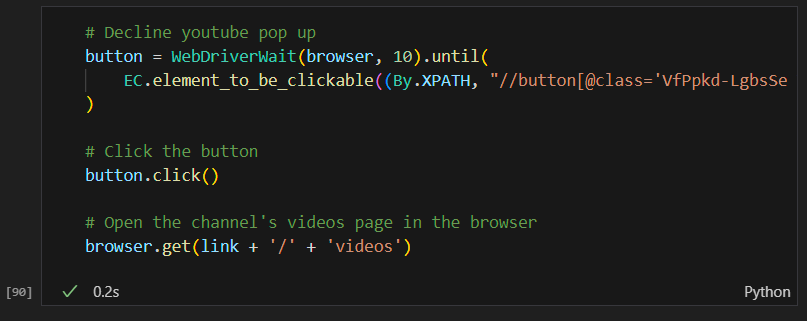 # Decline youtube pop up
button = WebDriverWait(browser, 10).until(
    EC.element_to_be_clickable((By.XPATH, "//button[@class='VfPpkd-LgbsSe
)
# Click the button
button.click()
# Open the channel's videos page in the browser
browser.get(link + '/' + 'videos')
[90] ✓ 0.2s Python